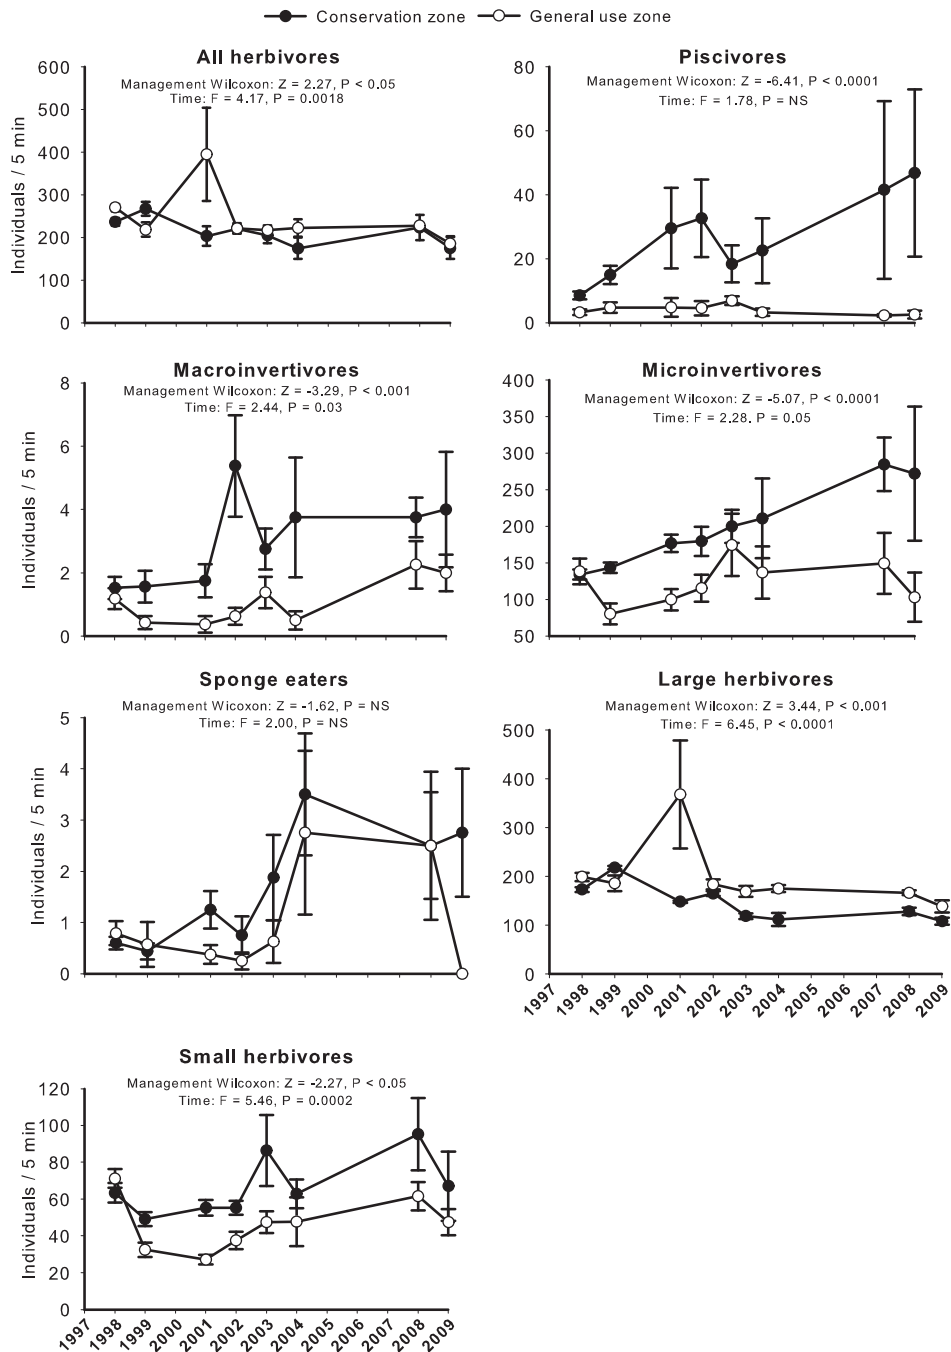 Conservation zone General use zone
All herbivores
Management Wilcoxon: Z = 2.27, P < 0.05
Time: F = 4.17, P = 0.0018
Individuals / 5 min
600
500
400
300
200
100
0
Piscivores
Management Wilcoxon: Z = -6.41, P < 0.0001
Time: F = 1.78, P = NS
80
60
40
20
0
Macroinvertivores
Management Wilcoxon: Z = -3.29, P < 0.001
Time: F = 2.44, P = 0.03
Individuals / 5 min
8
6
4
2
0
Microinvertivores
Management Wilcoxon: Z = -5.07, P < 0.0001
Time: F = 2.28. P = 0.05
400
350
300
250
200
150
100
50
Sponge eaters
Management Wicoxon: Z = -1.62, P = NS
Time: F = 2.00, P = NS
Individuals / 5 min
5
4
3
2
1
0
Large herbivores
Management Wilcoxon: Z = 3.44, P < 0.001
Time: F = 6.45, P < 0.0001
500
400
300
200
100
0
1997 1998 1999 2000 2001 2002 2003 2004 2005 2006 2007 2008 2009
Small herbivores
Management Wilcoxon: Z = -2.27, P < 0.05
Time: F = 5.46, P = 0.0002
Individuals / 5 min
120
100
80
60
40
20
0
1997 1998 1999 2000 2001 2002 2003 2004 2005 2006 2007 2008 2009